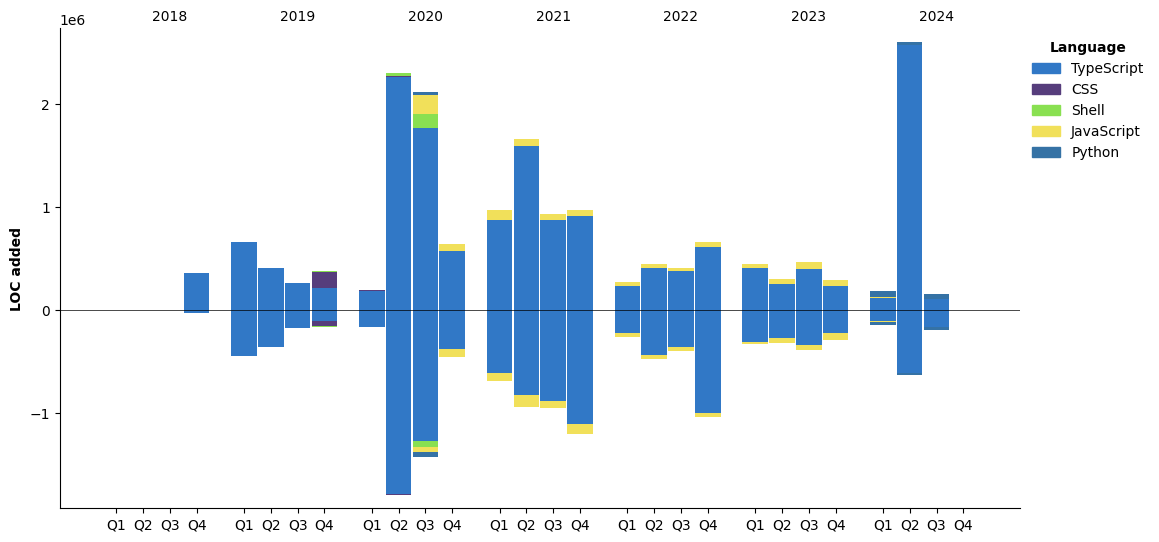 1e6
2018 2019 2020 2021 2022 2023 2024
Language
TypeScript
CSS
Shell
JavaScript
Python
LOC added
2
1
0
−1
Q1 Q2 Q3 Q4 Q1 Q2 Q3 Q4 Q1 Q2 Q3 Q4 Q1 Q2 Q3 Q4 Q1 Q2 Q3 Q4 Q1 Q2 Q3 Q4 Q1 Q2 Q3 Q4